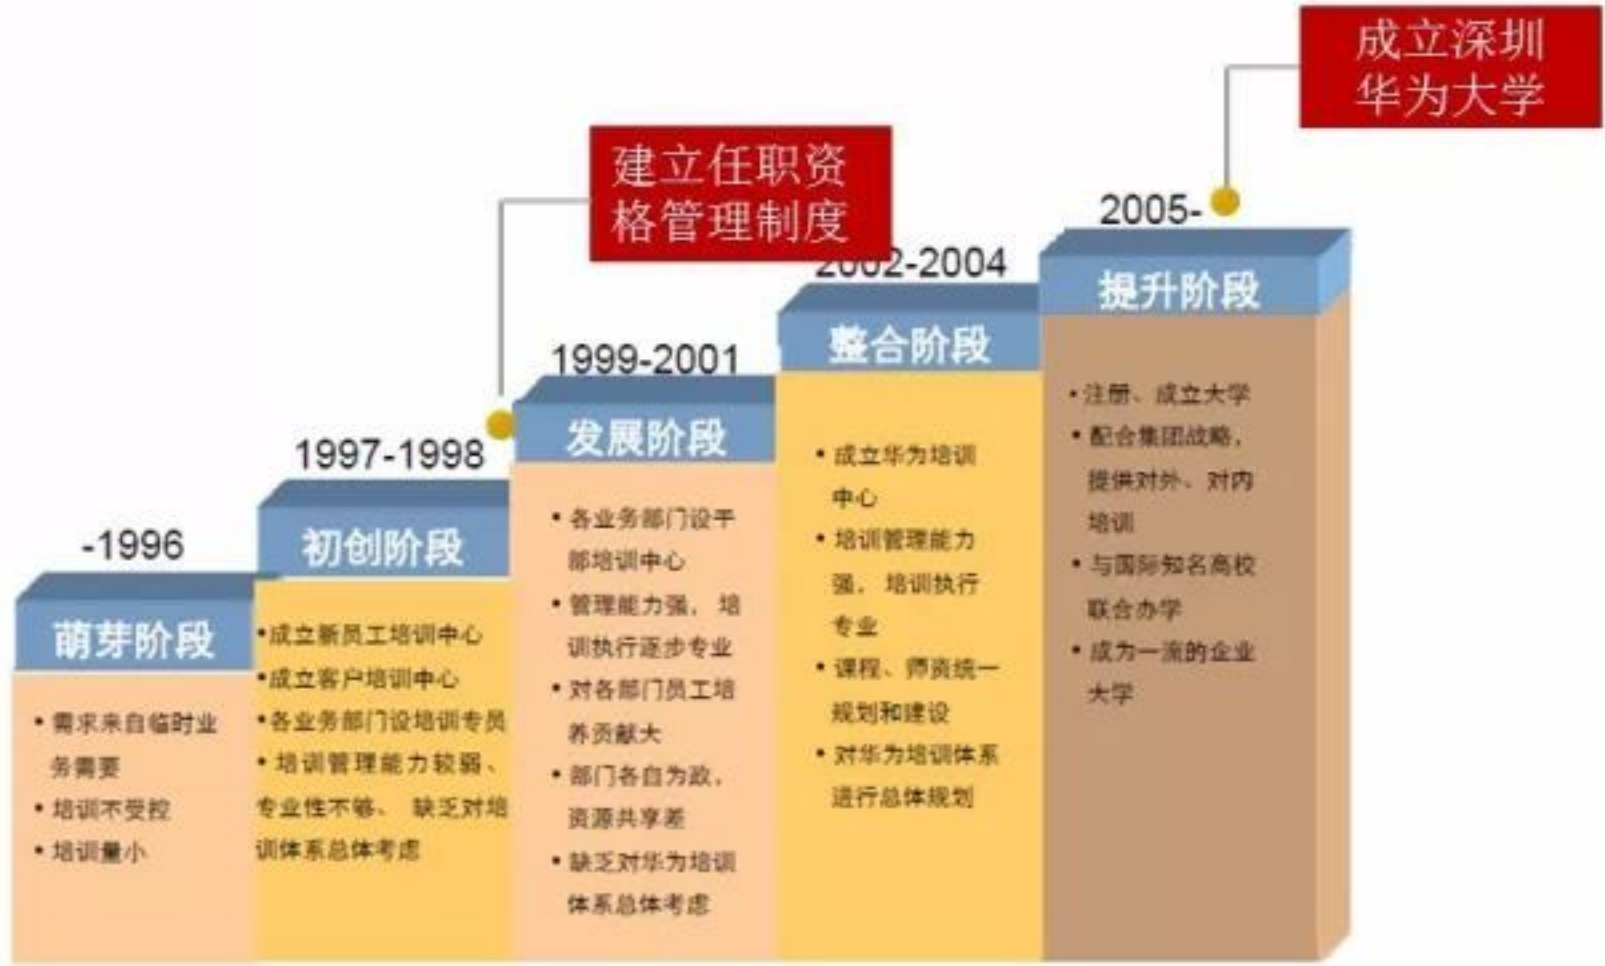 成立深圳
华为大学
建立任职资
格管理制度
-1996
萌芽阶段
• 需求来自临时业
务需要
• 培训不受控
• 培训量小
1997-1998
初创阶段
•成立新员工培训中心
•成立客户培训中心
•各业务部门设培训专员
• 培训管理能力较弱、
专业性不够、 缺乏对培
训体系总体考虑
1999-2001
发展阶段
• 各业务部门设干
部培训中心
• 管理能力强， 培
训执行逐步专业
• 对各部门员工培
养贡献大
• 部门各自为政，
资源共享差
• 缺乏对华为培训
体系总体考虑
2002-2004
整合阶段
• 成立华为培训
中心
• 培训管理能力
强， 培训执行
专业
• 课程、师资统一
规划和建设
• 对华为培训体系
进行总体规划
2005-
提升阶段
• 注册、成立大学
• 配合集团战略，
提供对外、对内
培训
• 与国际知名高校
联合办学
• 成为一流的企业
大学